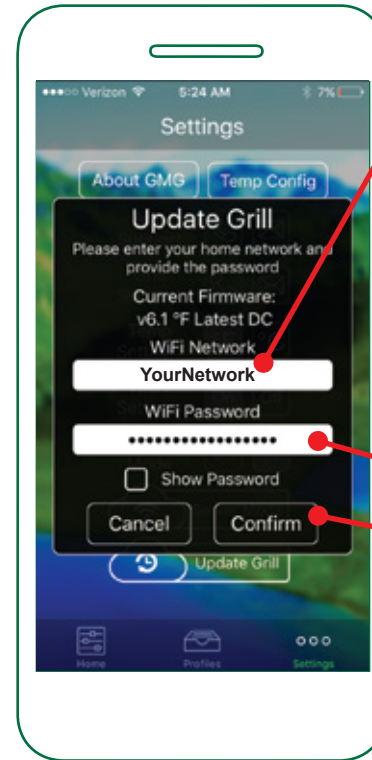 Verizon 5:24 AM 7%
Settings
About GMG Temp Config
Update Grill
Please enter your home network and
provide the password
Current Firmware:
v6.1 °F Latest DC
WiFi Network
YourNetwork
WiFi Password
•••••••••••••••••
Show Password
Cancel Confirm
Update Grill
Home Profiles Settings